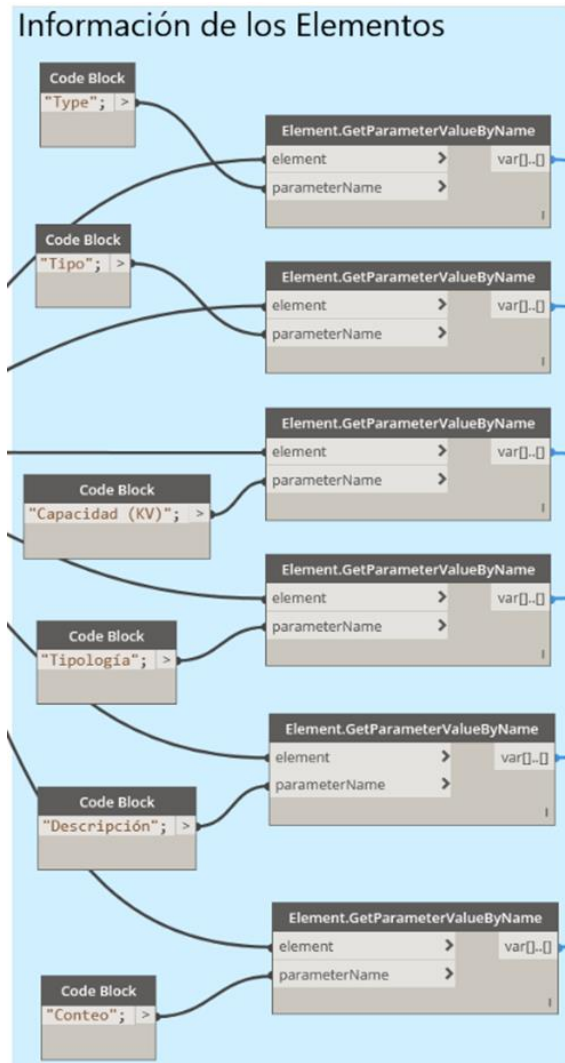 Información de los Elementos
Code Block
"Type"; >
Element.GetParameterValueByName
element > var[]..[]
parameterName >
Code Block
"Tipo"; >
Element.GetParameterValueByName
element > var[]..[]
parameterName >
Element.GetParameterValueByName
element > var[]..[]
parameterName >
Code Block
"Capacidad (KV)"; >
Element.GetParameterValueByName
element > var[]..[]
parameterName >
Code Block
"Tipología"; >
Element.GetParameterValueByName
element > var[]..[]
parameterName >
Code Block
"Descripción"; >
Element.GetParameterValueByName
element > var[]..[]
parameterName >
Code Block
"Conteo"; >